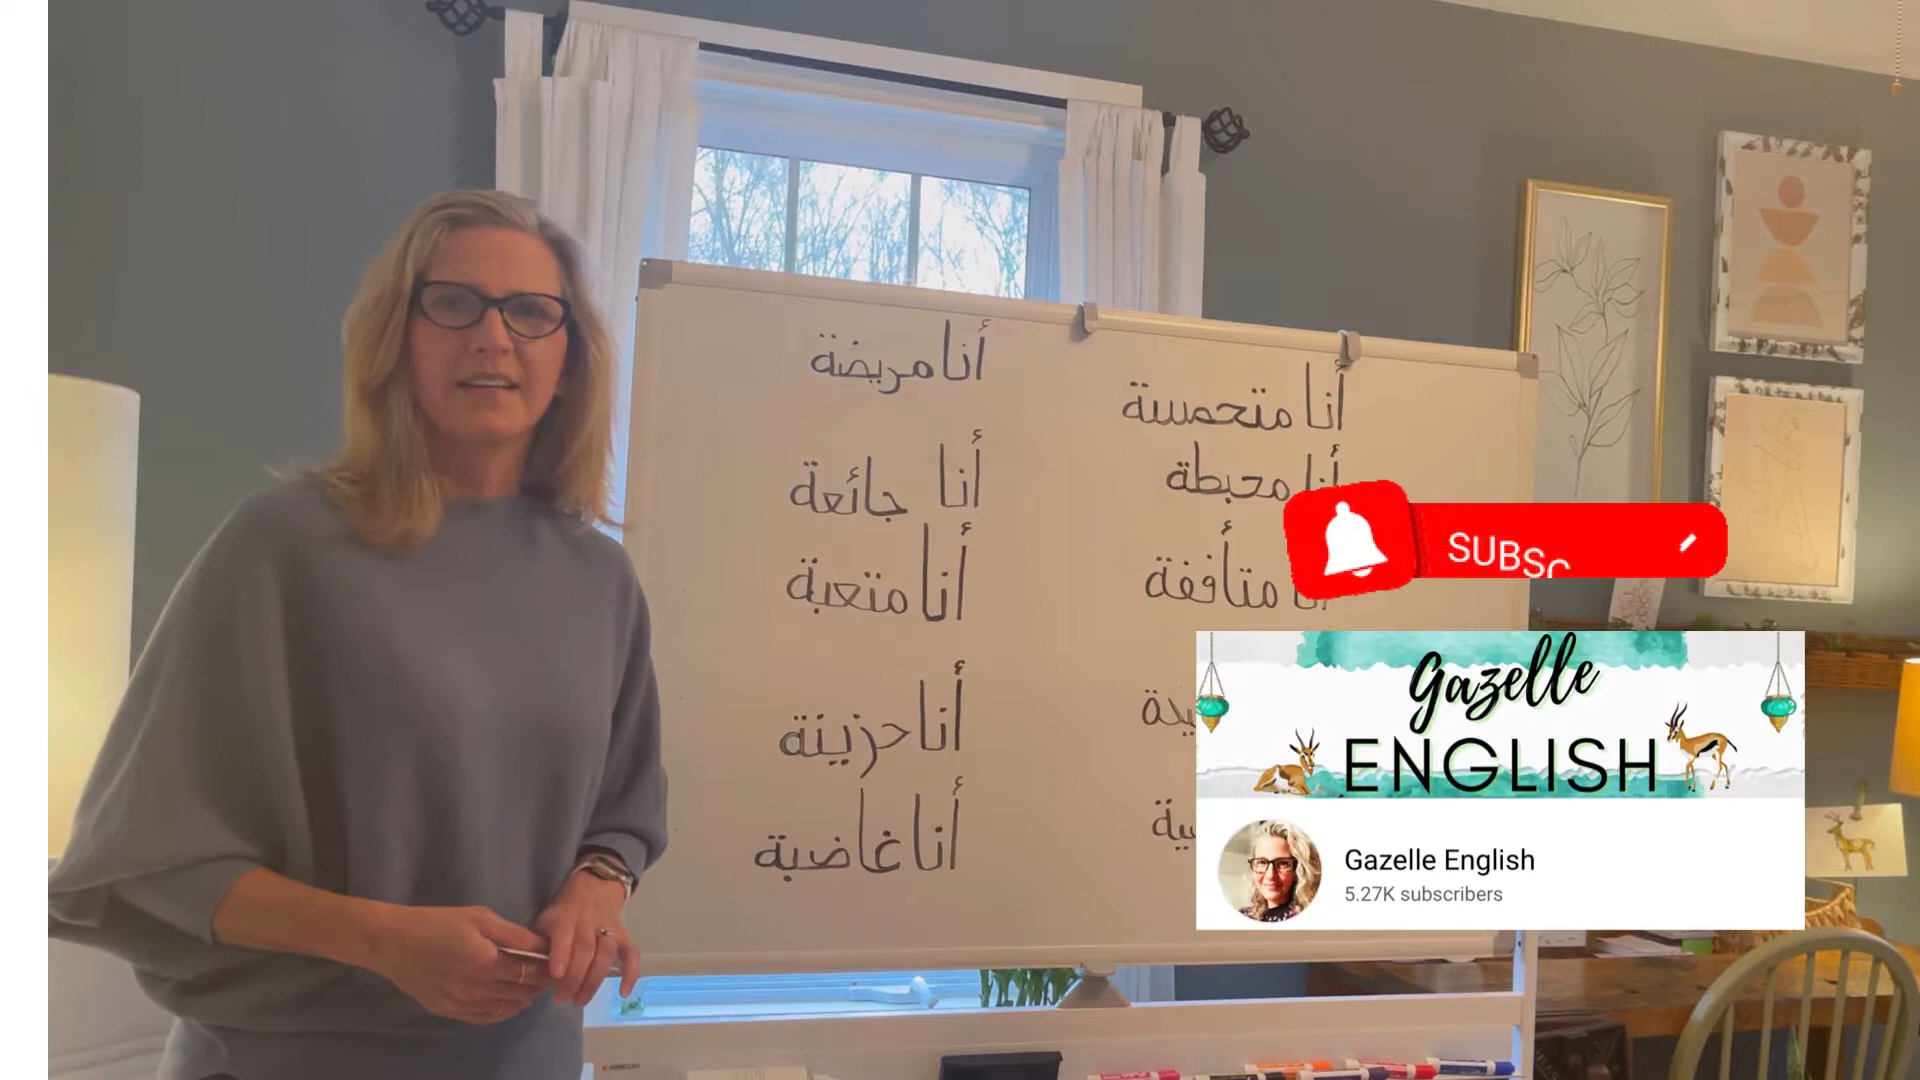 أنا مريضة
أنا جائعة
أنا متعبة
أنا حزينة
أنا غاضبة
أنا متحمسة
أنا محبطة
أنا متأففة
SUBSC
Gazelle
ENGLISH
Gazelle English
5.27K subscribers